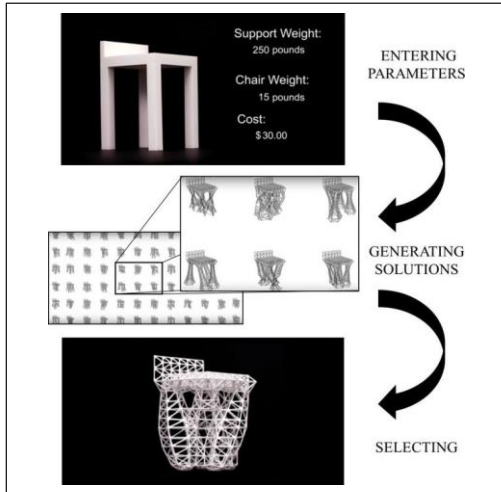 Support Weight:
250 pounds
Chair Weight:
15 pounds
Cost:
$30.00
ENTERING
PARAMETERS
GENERATING
SOLUTIONS
SELECTING